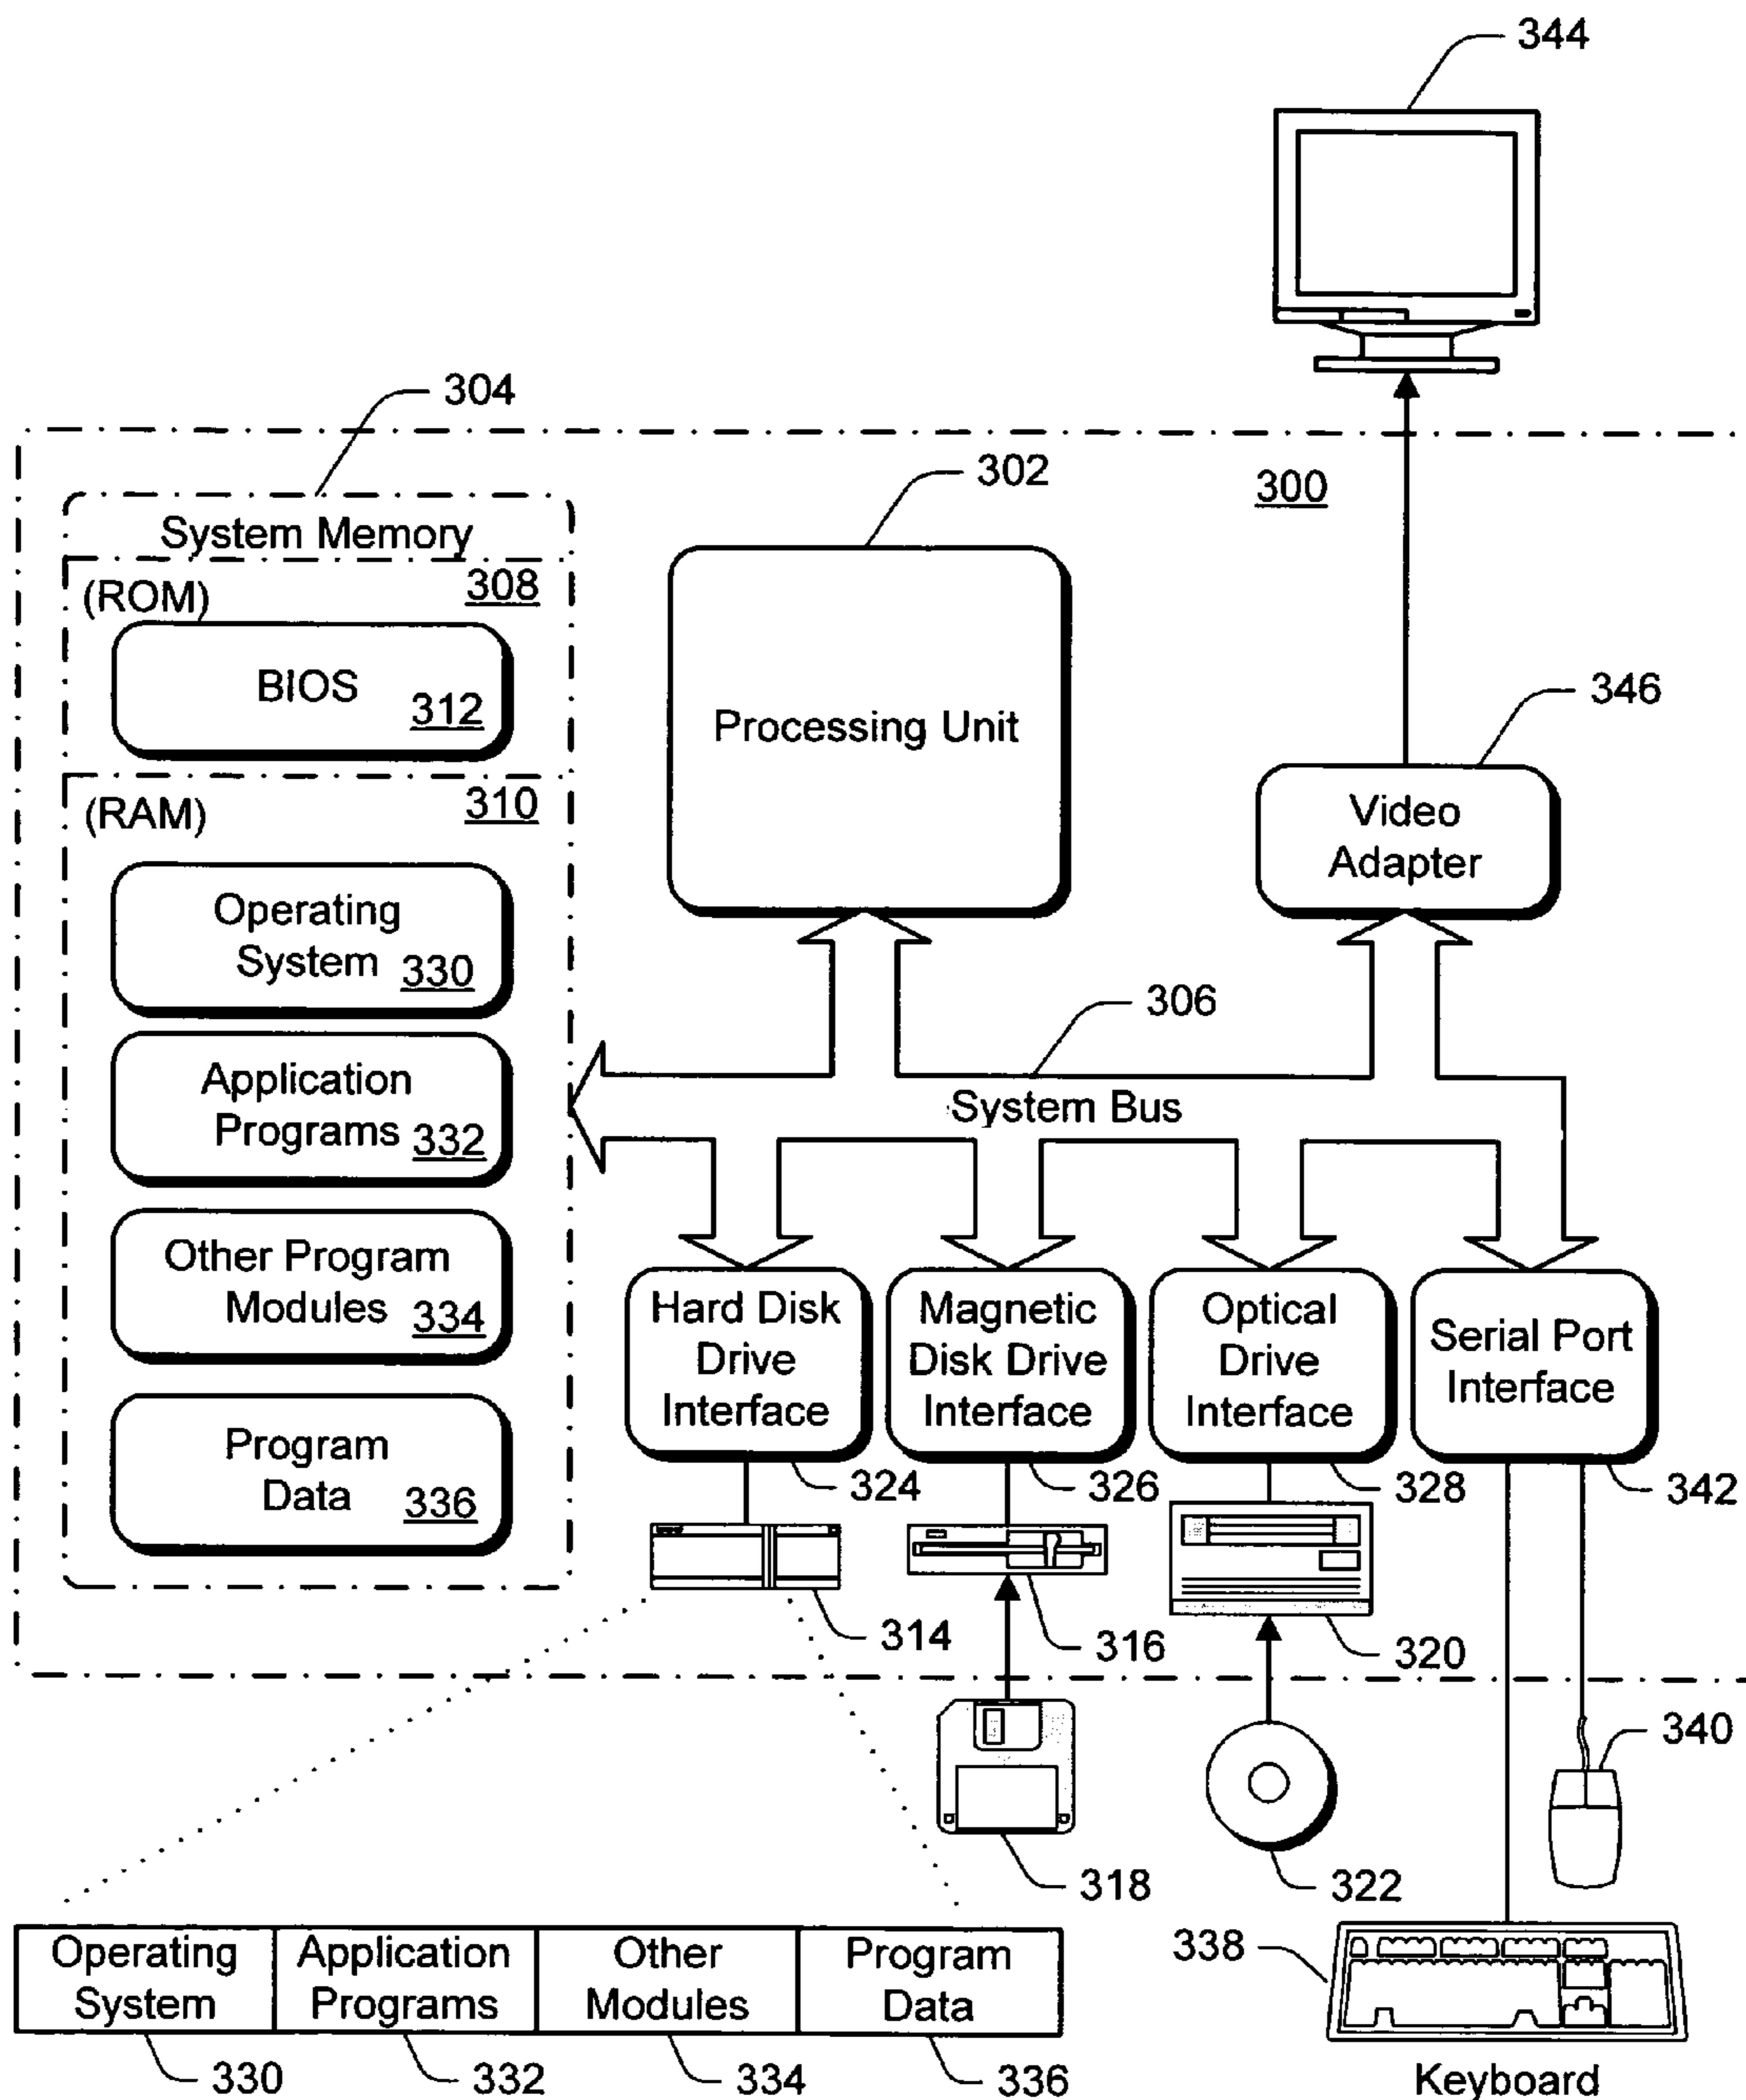 344
304
302
300
System Memory
(ROM)
308
BIOS
312
Processing Unit
346
(RAM)
310
Video
Adapter
Operating
System
330
306
System Bus
Application
Programs
332
Other Program
Modules
334
Hard Disk
Drive
Interface
Magnetic
Disk Drive
Interface
Optical
Drive
Interface
Serial Port
Interface
Program
Data
336
324
326
328
342
314
316
320
340
318
322
338
Operating
System
Application
Programs
Other
Modules
Program
Data
330
332
334
336
Keyboard